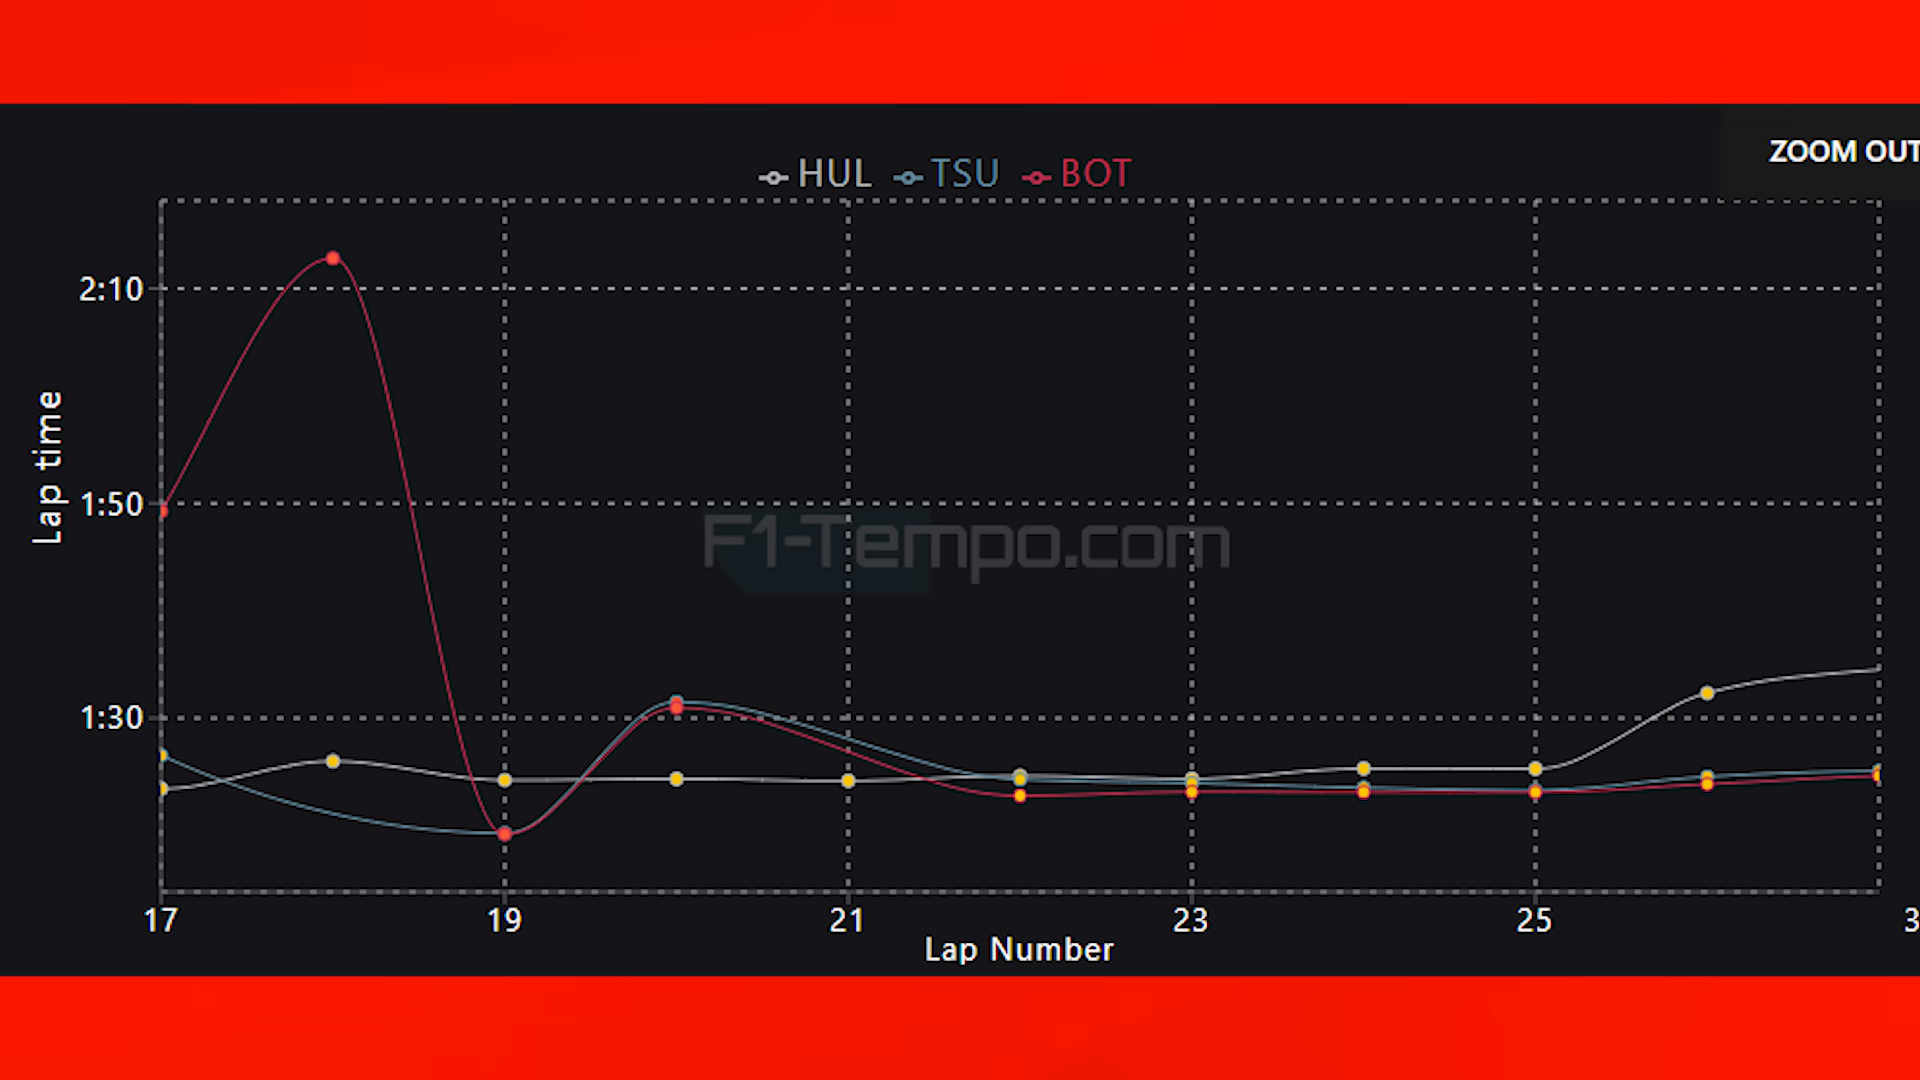 ZOOM OUT
HUL TSU BOT
2:10
1:50
1:30
Lap time
F1-Tempo.com
17 19 21 23 25 3
Lap Number